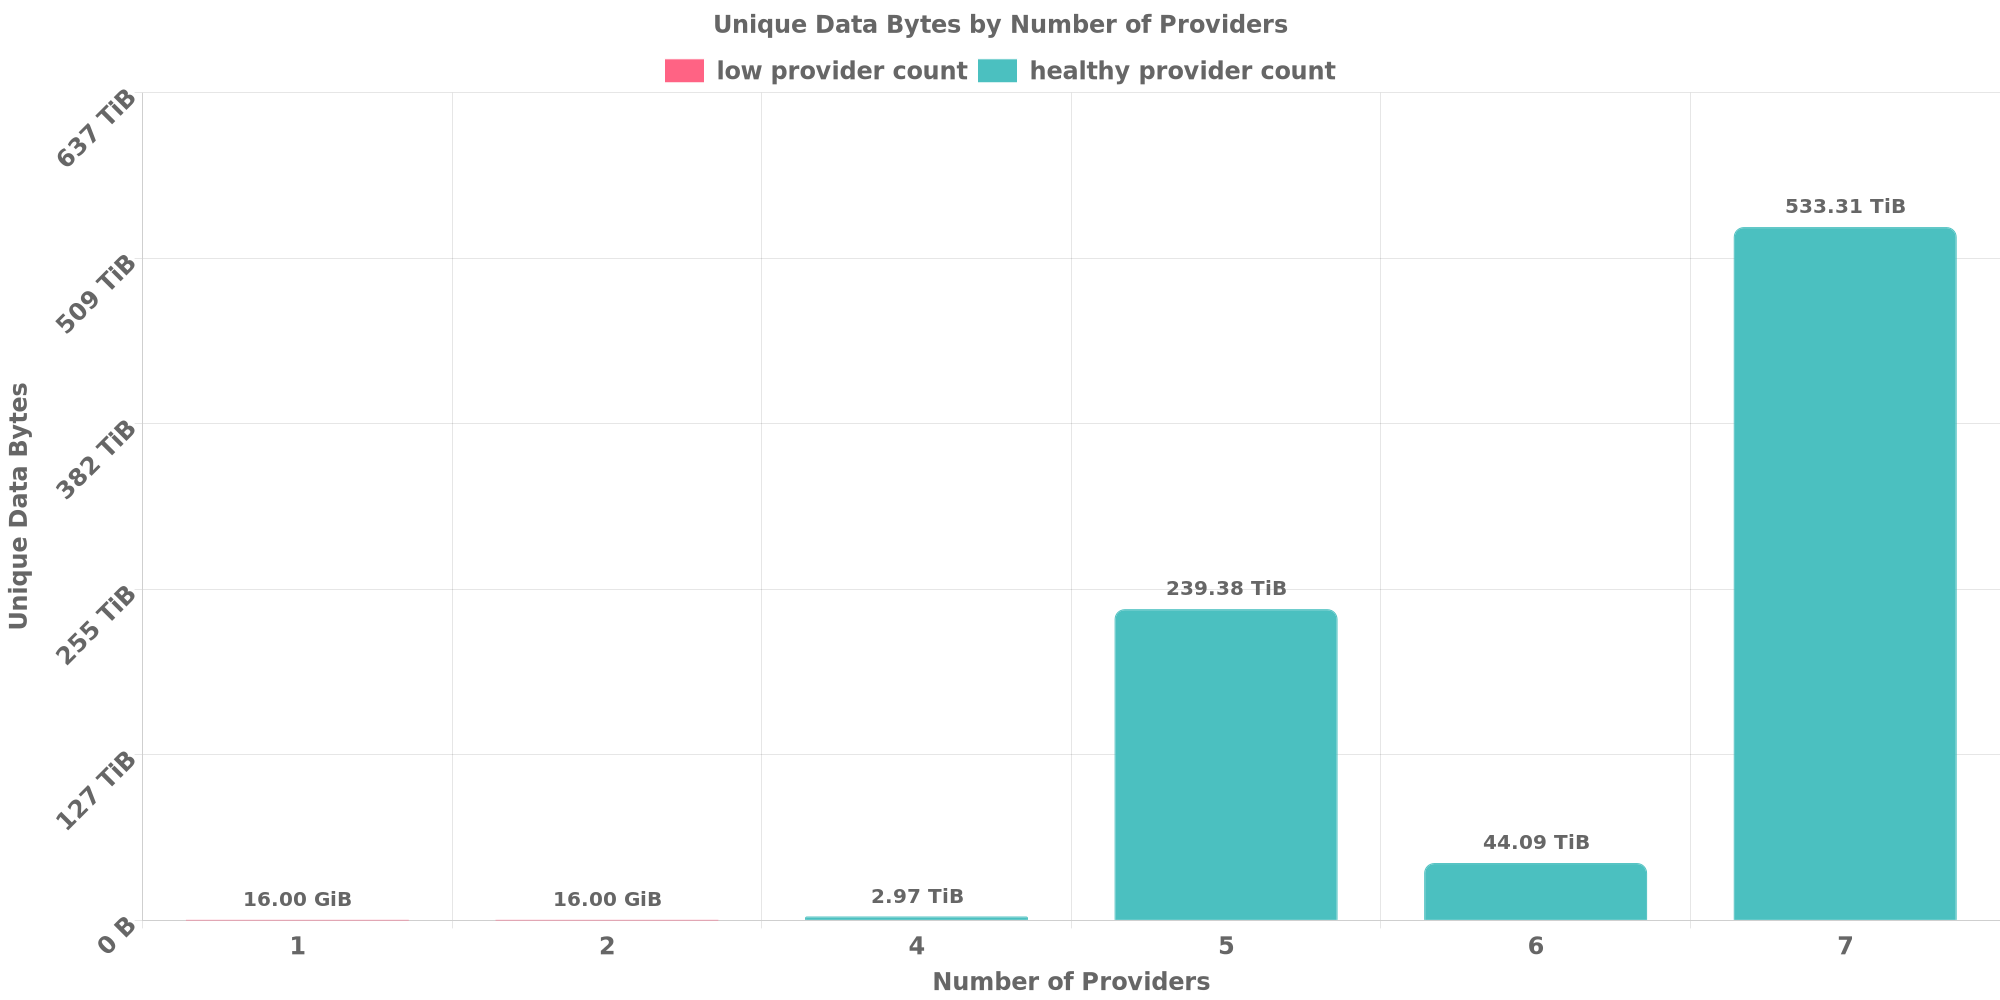 Unique Data Bytes by Number of Providers
low provider count healthy provider count
637 TiB
509 TiB
382 TiB
255 TiB
127 TiB
0 B
Unique Data Bytes
16.00 GiB
16.00 GiB
2.97 TiB
239.38 TiB
44.09 TiB
533.31 TiB
1 2 4 5 6 7
Number of Providers